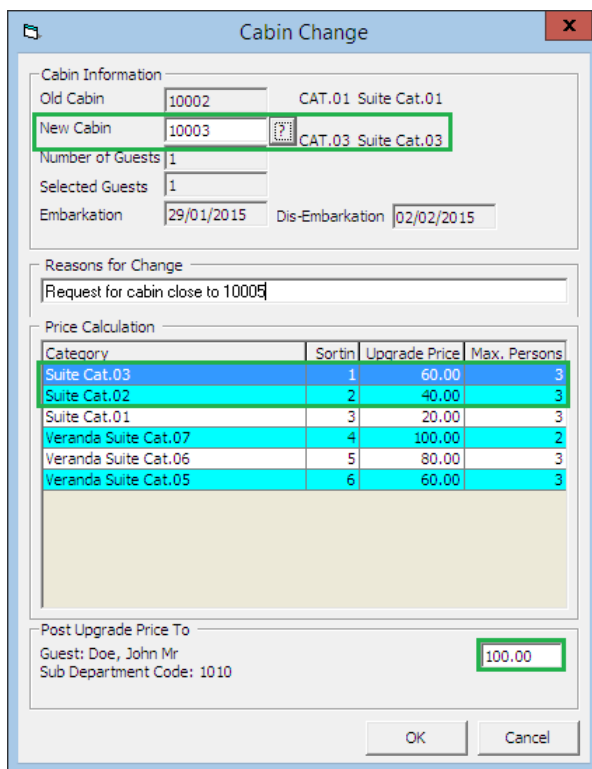 Cabin Change
x
Cabin Information
Old Cabin 10002 CAT.01 Suite Cat.01
New Cabin 10003 ? CAT.03 Suite Cat.03
Number of Guests 1
Selected Guests 1
Embarkation 29/01/2015 Dis-Embarkation 02/02/2015
Reasons for Change
Request for cabin close to 10005
Price Calculation
Category Sortin Upgrade Price Max. Persons
Suite Cat.03 1 60.00 3
Suite Cat.02 2 40.00 3
Suite Cat.01 3 20.00 3
Veranda Suite Cat.07 4 100.00 2
Veranda Suite Cat.06 5 80.00 3
Veranda Suite Cat.05 6 60.00 3
Post Upgrade Price To
Guest: Doe, John Mr 100.00
Sub Department Code: 1010
OK Cancel